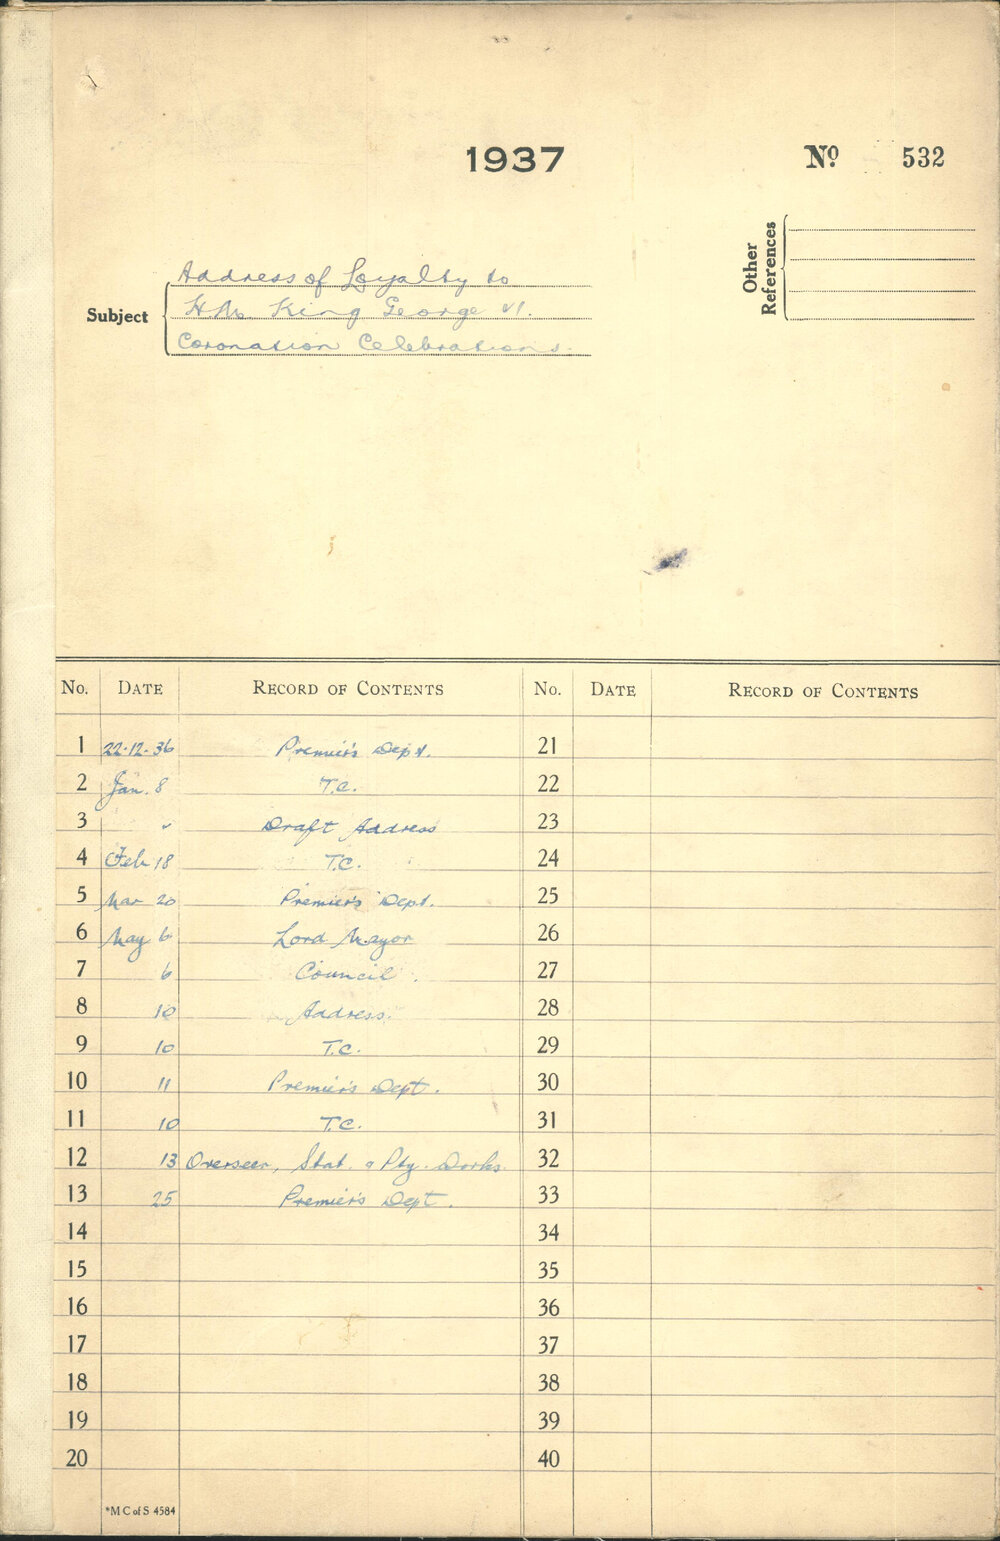 1937
Nº 532
Other References
Subject
Address of Loyalty to
H.M. King George VI.
Coronation Celebrations.
No. DATE RECORD OF CONTENTS No. DATE RECORD OF CONTENTS
1 22-12-36 Premier's Dept. 21
2 Jan. 8 T.C. 22
3 " Draft Address 23
4 Feb 18 T.C. 24
5 Mar 20 Premier's Dept. 25
6 May 6 Lord Mayor 26
7 6 Council. 27
8 10 Address. 28
9 10 T.C. 29
10 11 Premier's Dept. 30
11 10 T.C. 31
12 13 Overseer, Stat. & Ptg. Works. 32
13 25 Premier's Dept. 33
14 34
15 35
16 36
17 37
18 38
19 39
20 40
*M C of S 4584